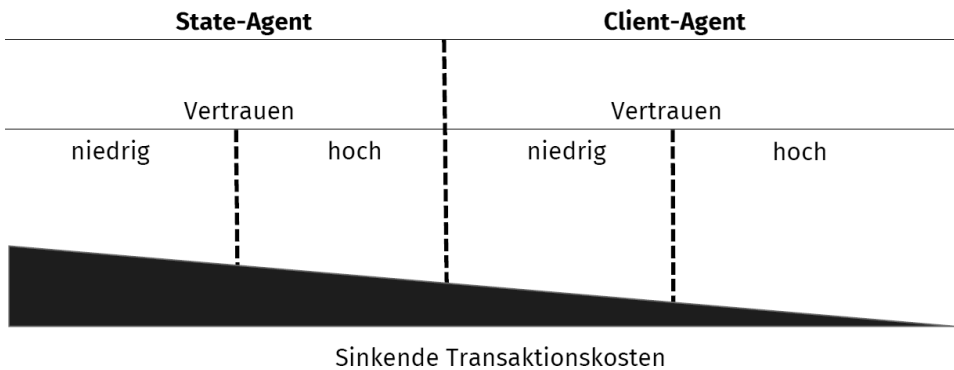 State-Agent Client-Agent
Vertrauen Vertrauen
niedrig hoch niedrig hoch
Sinkende Transaktionskosten